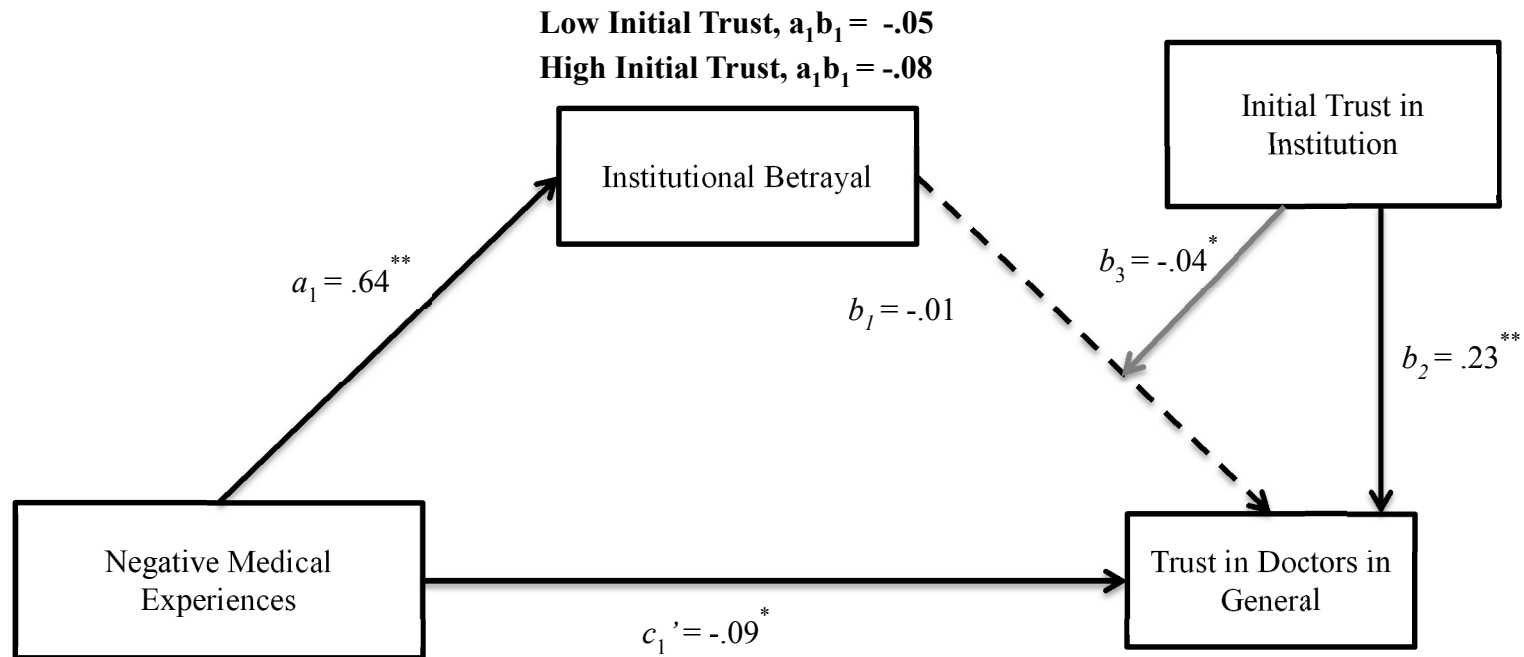 Low Initial Trust, a₁b₁ = -.05
High Initial Trust, a₁b₁ = -.08
Initial Trust in
Institution
Institutional Betrayal
a₁ = .64**
b₃ = -.04*
b₁ = -.01
b₂ = .23**
Negative Medical
Experiences
Trust in Doctors in
General
c₁’ = -.09*